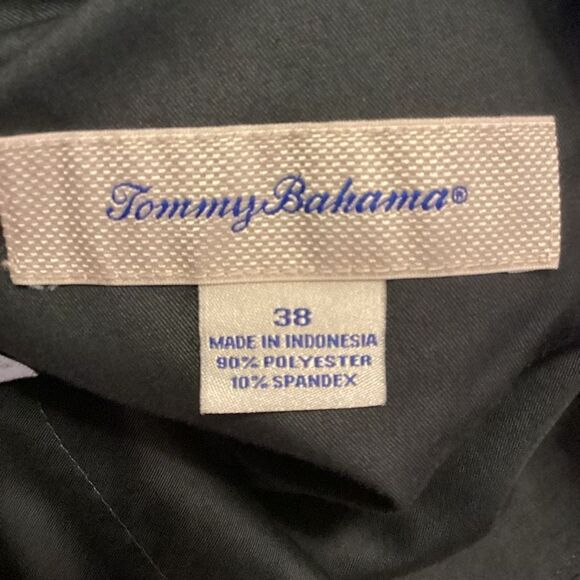 Tommy Bahama®
38
MADE IN INDONESIA
90% POLYESTER
10% SPANDEX